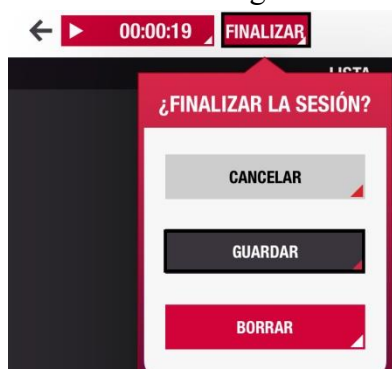 00:00:19 FINALIZAR
LISTA
¿FINALIZAR LA SESIÓN?
CANCELAR
GUARDAR
BORRAR